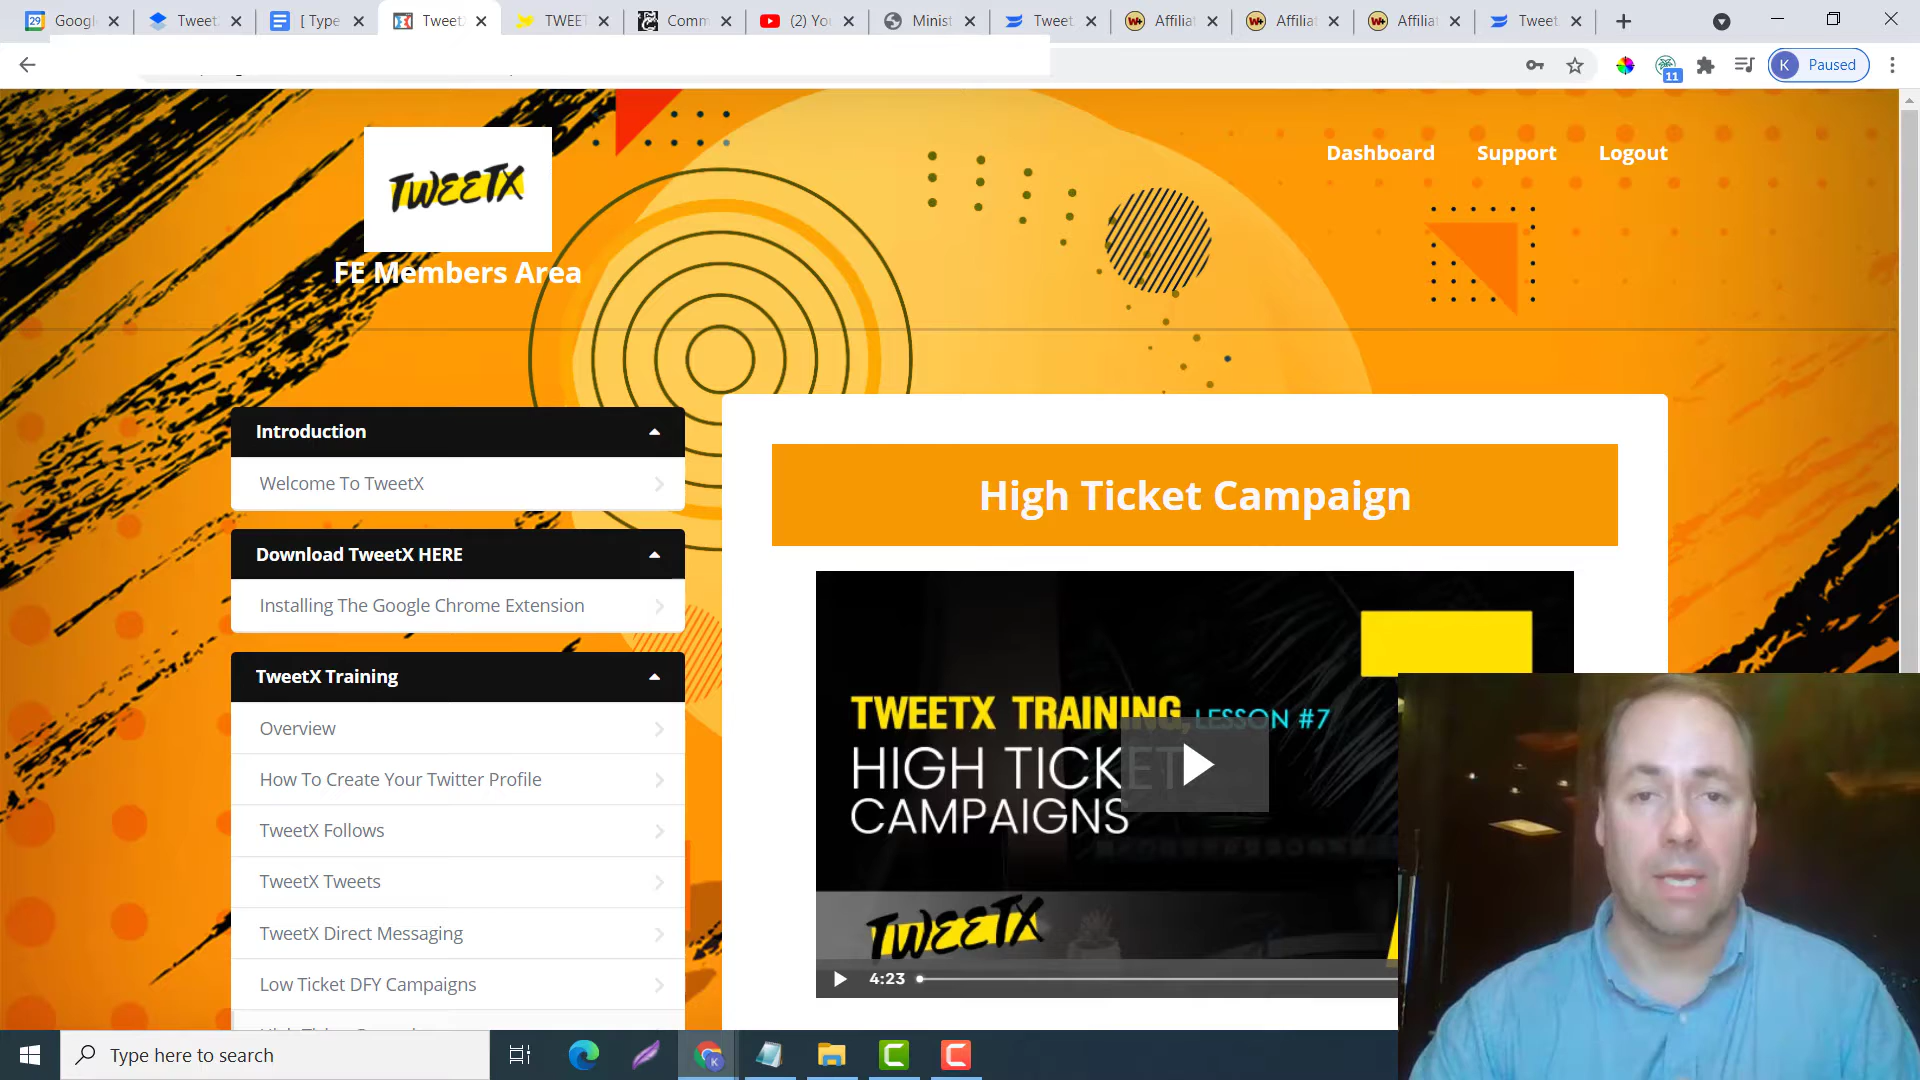 Googl
Tweet
[ Type
Tweet
TWEET
Comm
(2) Yo
Minist
Tweet
Affilia
Affilia
Affilia
Tweet
11
K Paused
TWEETX
FE Members Area
Dashboard Support Logout
Introduction
Welcome To TweetX
Download TweetX HERE
Installing The Google Chrome Extension
TweetX Training
Overview
How To Create Your Twitter Profile
TweetX Follows
TweetX Tweets
TweetX Direct Messaging
Low Ticket DFY Campaigns
High Ticket Campaign
TWEETX TRAINING, LESSON #7
HIGH TICKET
CAMPAIGNS
TWEETX
4:23
Type here to search